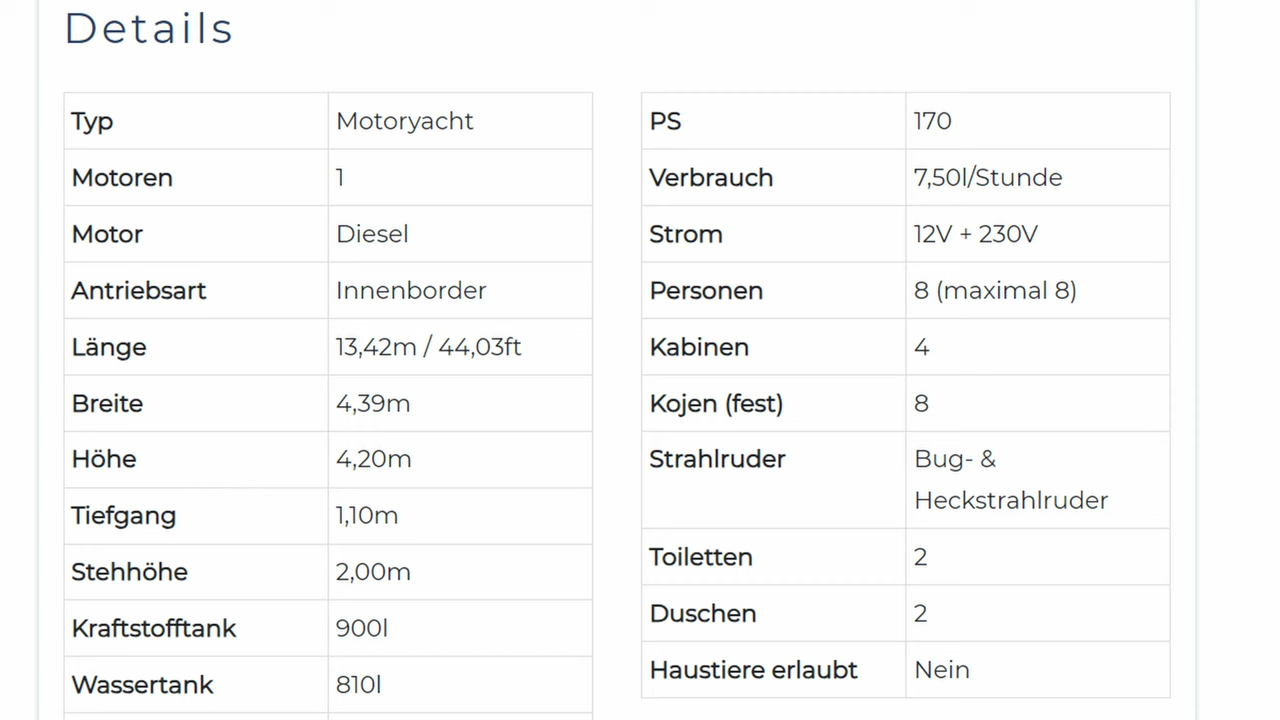 Details
Typ Motoryacht
Motoren 1
Motor Diesel
Antriebsart Innenborder
Länge 13,42m / 44,03ft
Breite 4,39m
Höhe 4,20m
Tiefgang 1,10m
Stehhöhe 2,00m
Kraftstofftank 900l
Wassertank 810l
PS 170
Verbrauch 7,50l/Stunde
Strom 12V + 230V
Personen 8 (maximal 8)
Kabinen 4
Kojen (fest) 8
Strahlruder Bug- &
Heckstrahlruder
Toiletten 2
Duschen 2
Haustiere erlaubt Nein